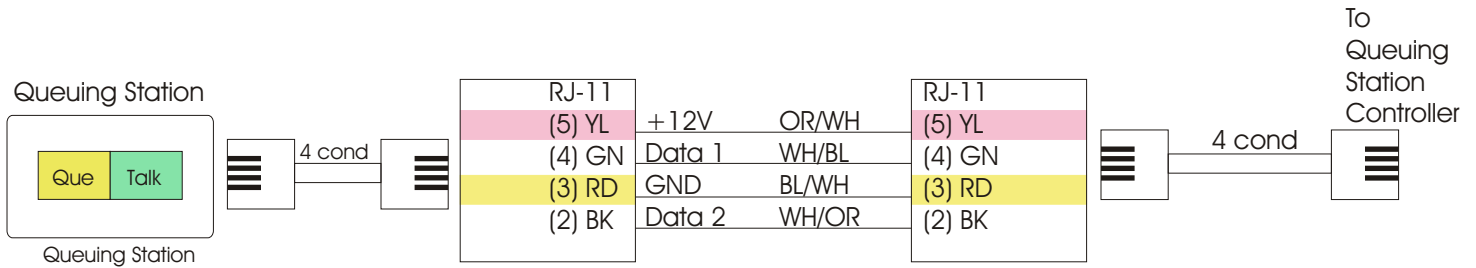 To
Queuing
Station
Controller
Queuing Station
Que Talk
Queuing Station
4 cond
RJ-11
(5) YL
(4) GN
(3) RD
(2) BK
+12V OR/WH
Data 1 WH/BL
GND BL/WH
Data 2 WH/OR
RJ-11
(5) YL
(4) GN
(3) RD
(2) BK
4 cond